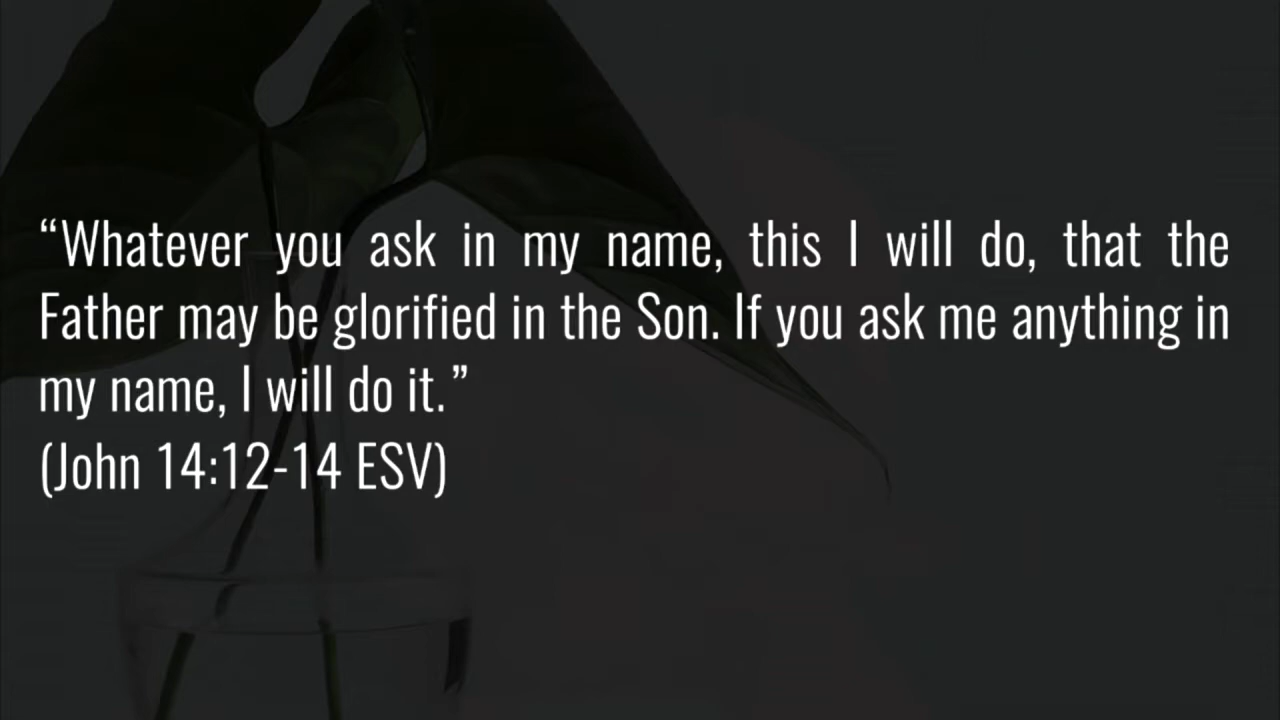 “Whatever you ask in my name, this I will do, that the
Father may be glorified in the Son. If you ask me anything in
my name, I will do it.”
(John 14:12-14 ESV)